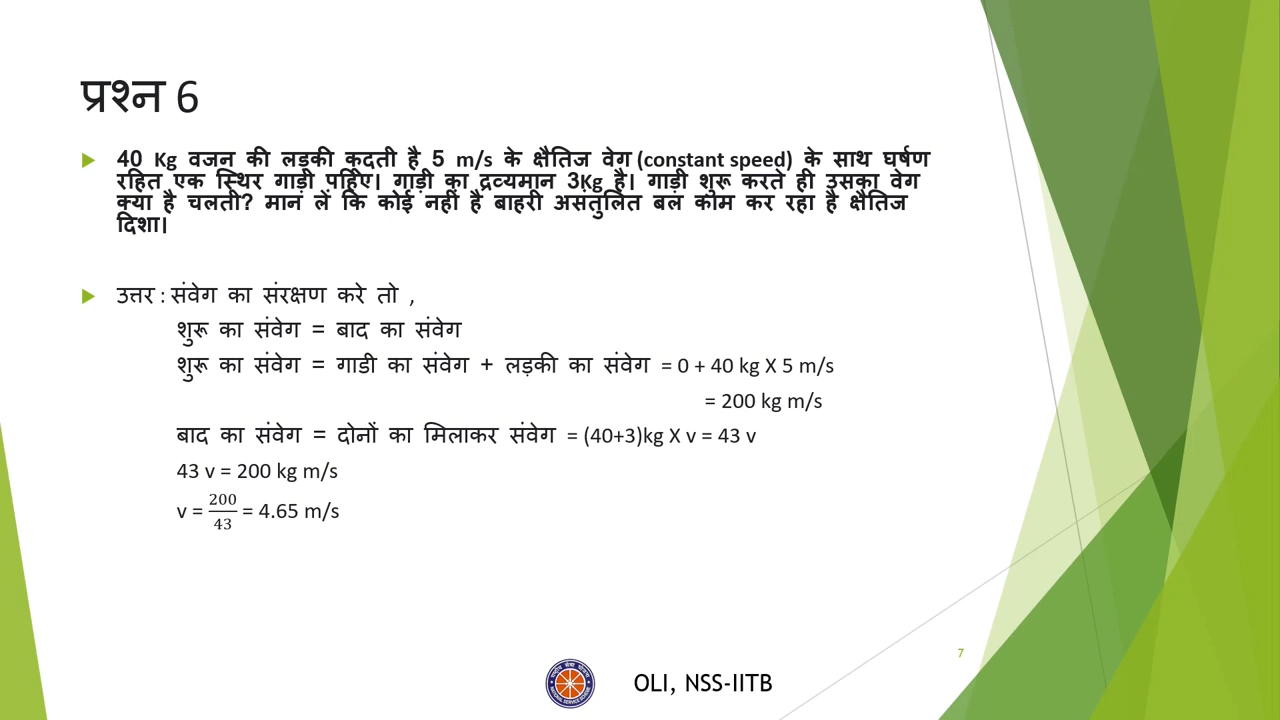 प्रश्न 6
40 Kg वजन की लड़की कूदती है 5 m/s के क्षैतिज वेग (constant speed) के साथ घर्षण
रहित एक स्थिर गाड़ी पहिए। गाड़ी का द्रव्यमान 3Kg है। गाड़ी शुरू करते ही उसका वेग
क्या है चलती? मान लें कि कोई नहीं है बाहरी असंतुलित बल काम कर रहा है क्षैतिज
दिशा।
उत्तर : संवेग का संरक्षण करे तो ,
शुरू का संवेग = बाद का संवेग
शुरू का संवेग = गाडी का संवेग + लड़की का संवेग = 0 + 40 kg X 5 m/s
= 200 kg m/s
बाद का संवेग = दोनों का मिलाकर संवेग = (40+3)kg X v = 43 v
43 v = 200 kg m/s
v = 200/43 = 4.65 m/s
7
OLI, NSS-IITB